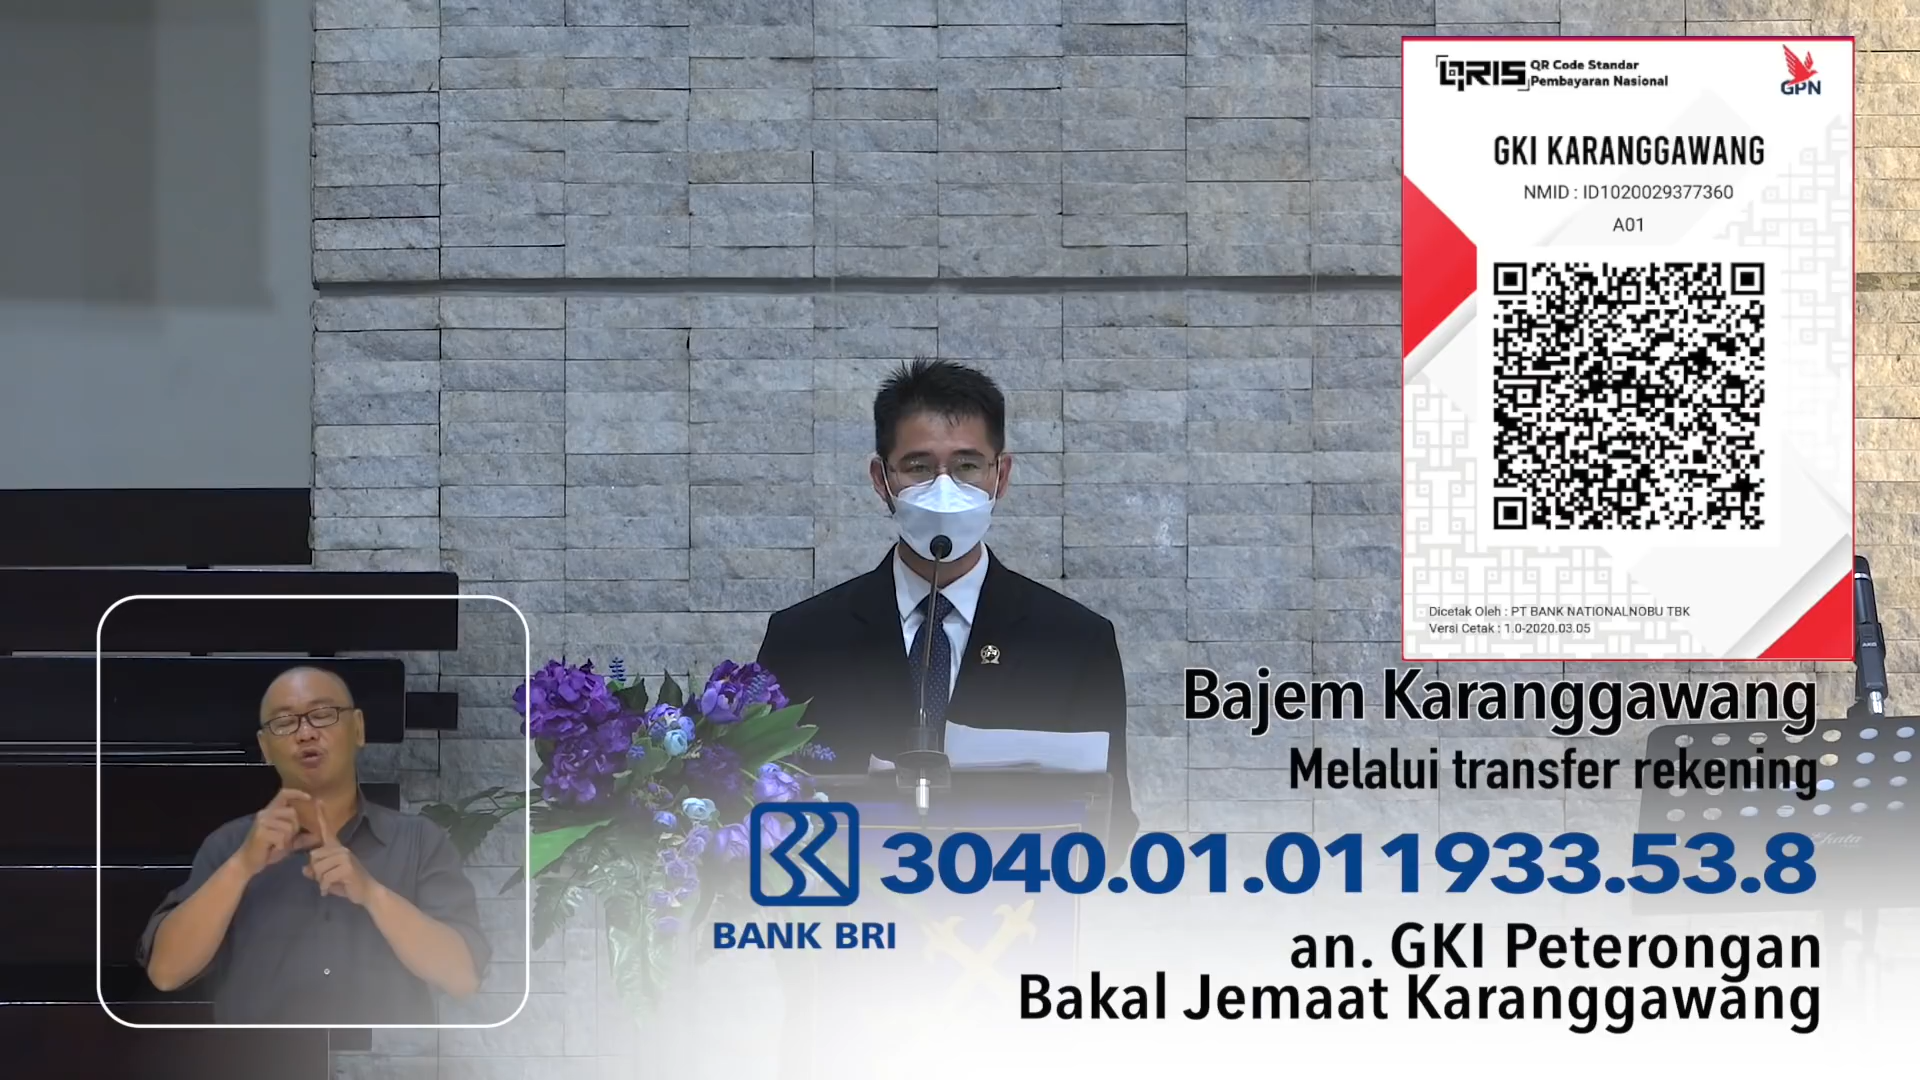 QRIS QR Code Standar
Pembayaran Nasional
GPN
GKI KARANGGAWANG
NMID : ID1020029377360
A01
Dicetak Oleh : PT BANK NATIONALNOBU TBK
Versi Cetak : 1.0-2020.03.05
Bajem Karanggawang
Melalui transfer rekening
3040.01.011933.53.8
BANK BRI
an. GKI Peterongan
Bakal Jemaat Karanggawang